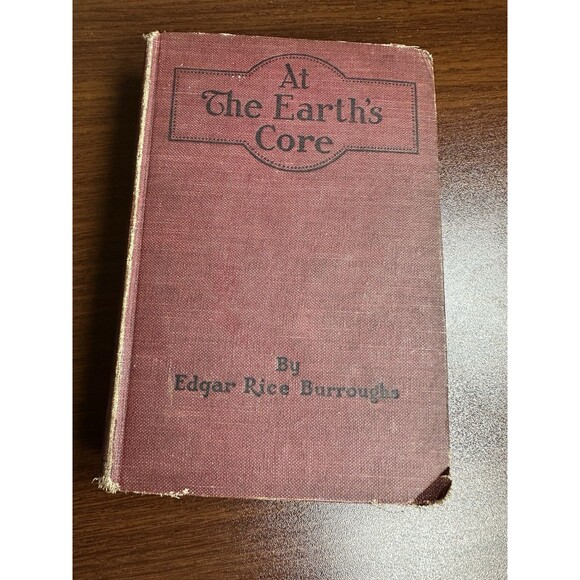 At
The Earth's
Core
By
Edgar Rice Burroughs